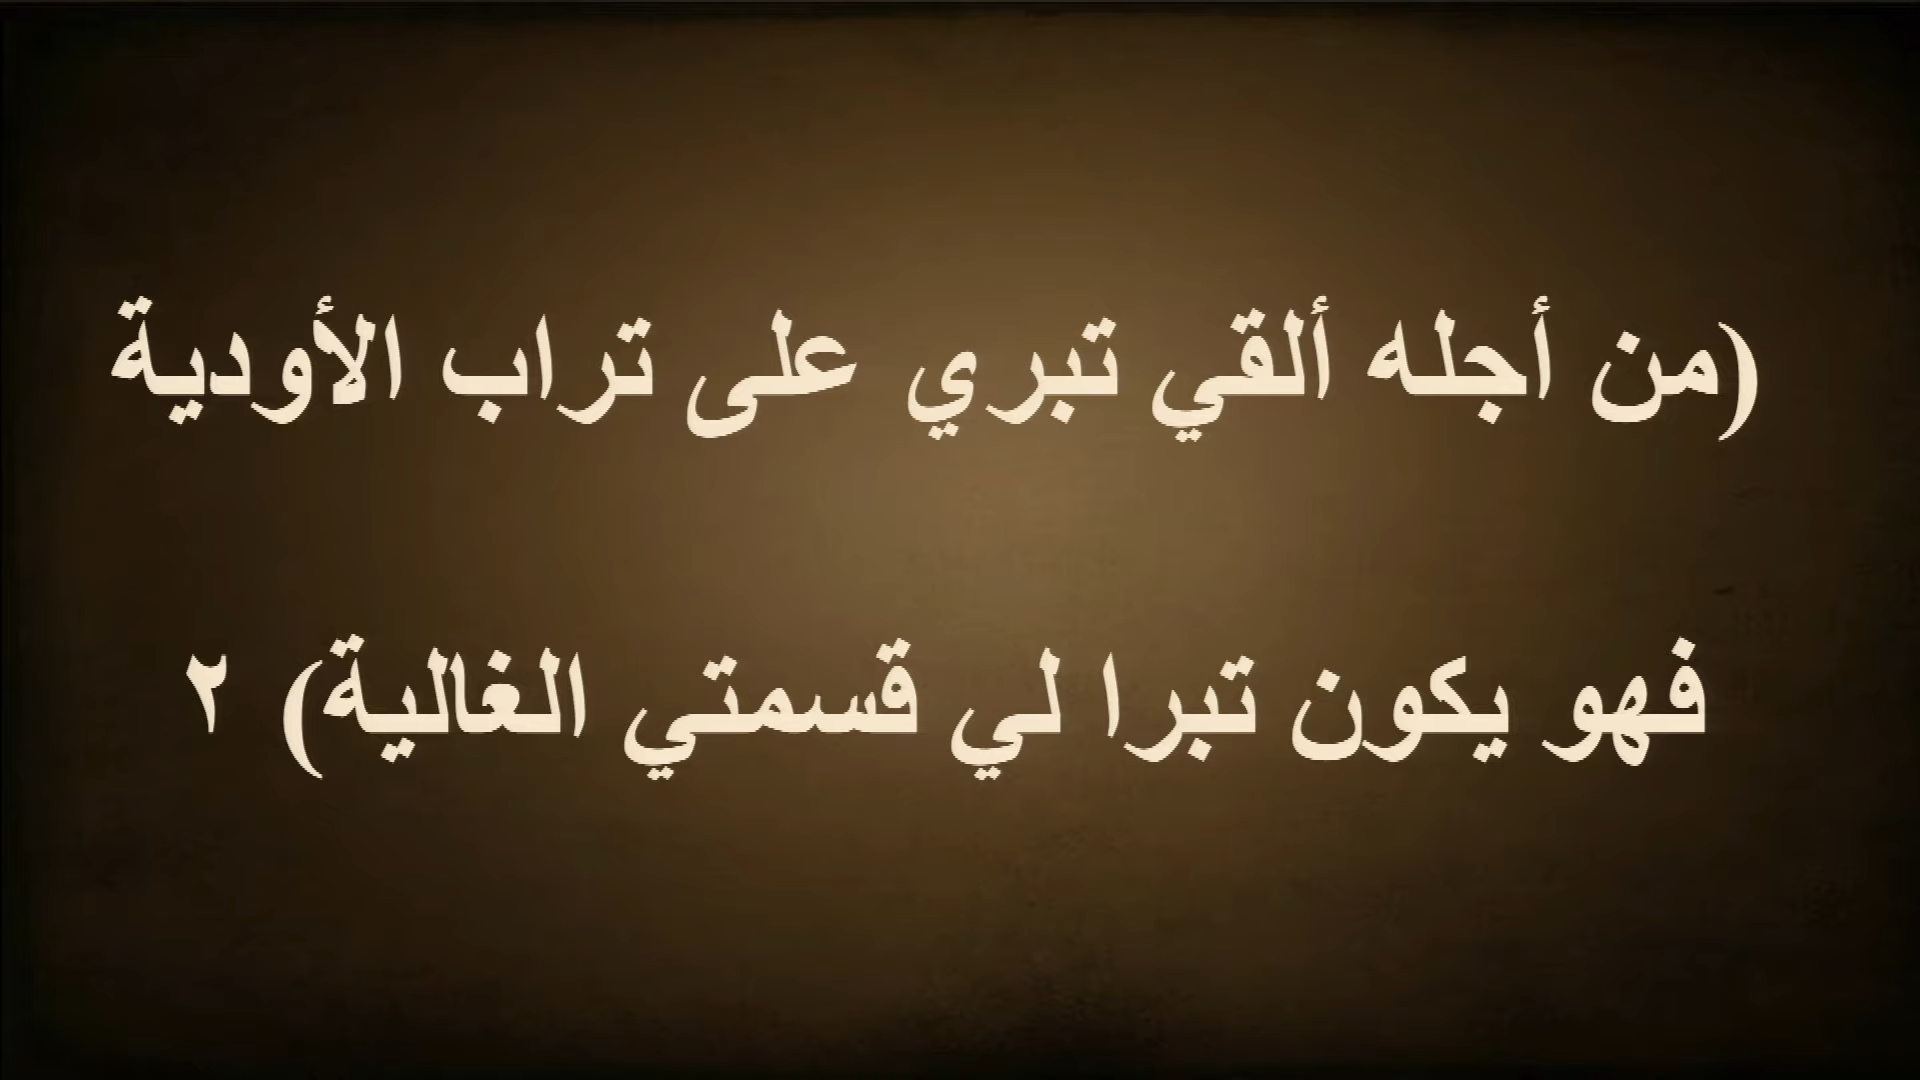 (من أجله ألقي تبري على تراب الأودية
فهو يكون تبرا لي قسمتي الغالية) ٢